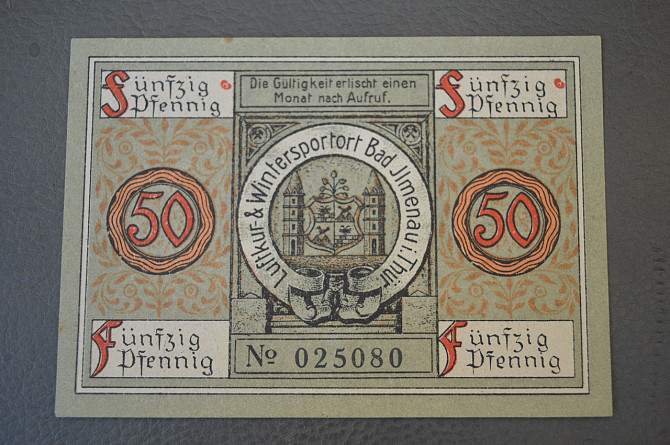 Fünfzig
Pfennig
Die Gültigkeit erlischt einen
Monat nach Aufruf.
Fünfzig
Pfennig
50
Luftkur-& Wintersportort Bad Jlmenau i. Thür.
50
Fünfzig
Pfennig
№ 025080
Fünfzig
Pfennig